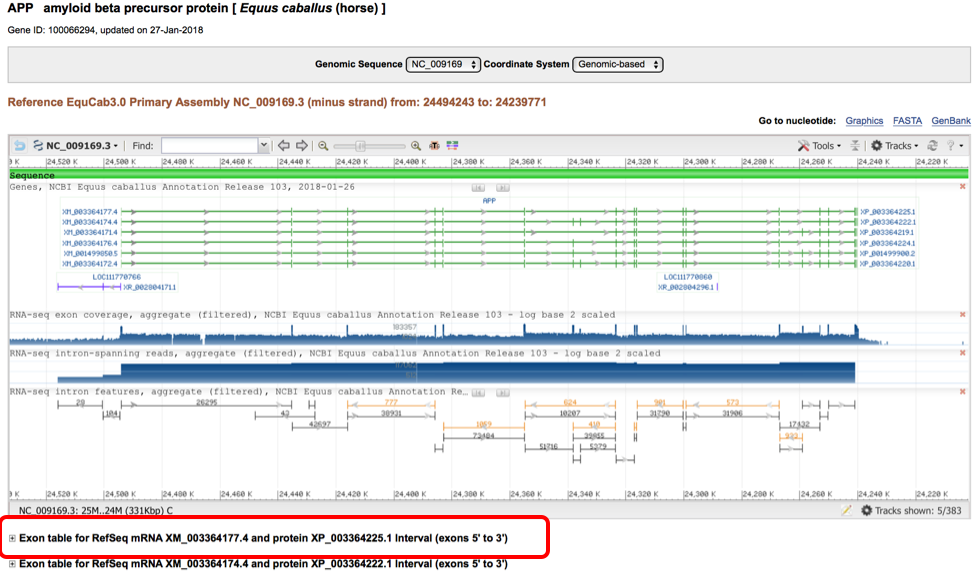 APP amyloid beta precursor protein [ Equus caballus (horse) ]
Gene ID: 100066294, updated on 27-Jan-2018
Genomic Sequence NC_009169 Coordinate System Genomic-based
Reference EquCab3.0 Primary Assembly NC_009169.3 (minus strand) from: 24494243 to: 24239771
Go to nucleotide: Graphics FASTA GenBank
NC_009169.3 Find: Tools Tracks ?
K 24,520 K 24,500 K 24,480 K 24,460 K 24,440 K 24,420 K 24,400 K 24,380 K 24,360 K 24,340 K 24,320 K 24,300 K 24,280 K 24,260 K 24,240 K 24,220 K
Sequence
Genes, NCBI Equus caballus Annotation Release 103, 2018-01-26
APP
XM_003364177.4 XP_003364225.1
XM_003364174.4 XP_003364222.1
XM_003364171.4 XP_003364219.1
XM_003364176.4 XP_003364224.1
XM_001499850.5 XP_001499900.2
XM_003364172.4 XP_003364220.1
LOC111770766 LOC111770860
XR_002804171.1 XR_002804296.1
RNA-seq exon coverage, aggregate (filtered), NCBI Equus caballus Annotation Release 103 - log base 2 scaled
103357
RNA-seq intron-spanning reads, aggregate (filtered), NCBI Equus caballus Annotation Release 103 - log base 2 scaled
RNA-seq intron features, aggregate (filtered), NCBI Equus caballus Annotation Re...
20 26295 777 624 901 573
104 43 38931 10207 31790 31906
42697 1069 410 17432
73484 39855 932
51716 5279
K 24,520 K 24,500 K 24,480 K 24,460 K 24,440 K 24,420 K 24,400 K 24,380 K 24,360 K 24,340 K 24,320 K 24,300 K 24,280 K 24,260 K 24,240 K 24,220 K
NC_009169.3: 25M..24M (331Kbp) C Tracks shown: 5/383
Exon table for RefSeq mRNA XM_003364177.4 and protein XP_003364225.1 Interval (exons 5' to 3')
Exon table for RefSeq mRNA XM_003364174.4 and protein XP_003364222.1 Interval (exons 5' to 3')